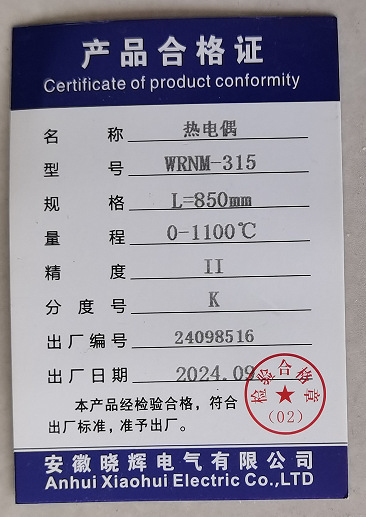 产品合格证
Certificate of product conformity
名 称 热电偶
型 号 WRNM-315
规 格 L=850mm
量 程 0-1100℃
精 度 II
分 度 号 K
出厂编号 24098516
出厂日期 2024.09
本产品经检验合格，符合
出厂标准，准予出厂。
检验合格章
(02)
安徽晓辉电气有限公司
Anhui Xiaohui Electric Co.,LTD